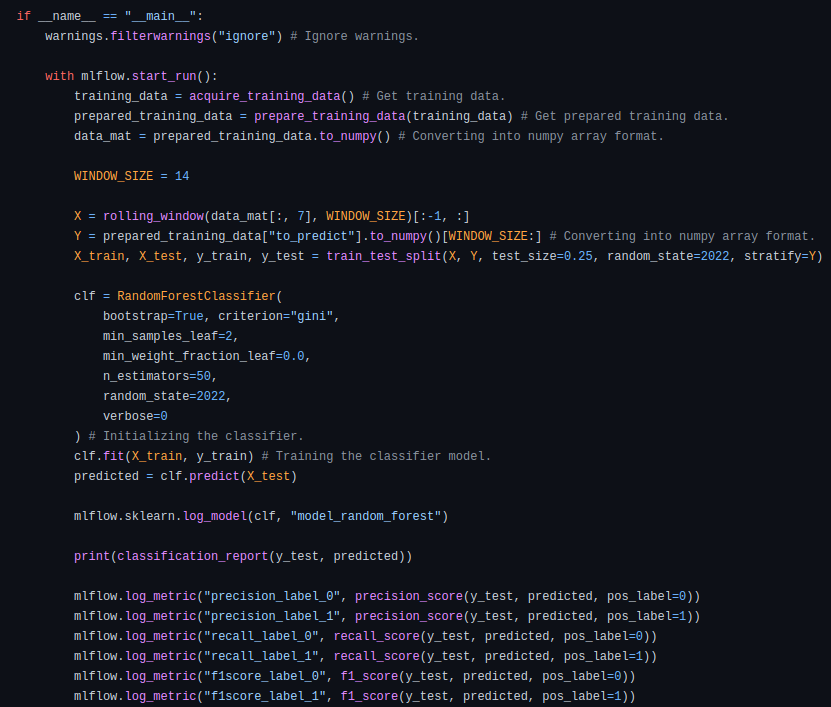 if __name__ == "__main__":
    warnings.filterwarnings("ignore") # Ignore warnings.

    with mlflow.start_run():
        training_data = acquire_training_data() # Get training data.
        prepared_training_data = prepare_training_data(training_data) # Get prepared training data.
        data_mat = prepared_training_data.to_numpy() # Converting into numpy array format.

        WINDOW_SIZE = 14

        X = rolling_window(data_mat[:, 7], WINDOW_SIZE)[:-1, :]
        Y = prepared_training_data["to_predict"].to_numpy()[WINDOW_SIZE:] # Converting into numpy array format.
        X_train, X_test, y_train, y_test = train_test_split(X, Y, test_size=0.25, random_state=2022, stratify=Y)

        clf = RandomForestClassifier(
            bootstrap=True, criterion="gini",
            min_samples_leaf=2,
            min_weight_fraction_leaf=0.0,
            n_estimators=50,
            random_state=2022,
            verbose=0
        ) # Initializing the classifier.
        clf.fit(X_train, y_train) # Training the classifier model.
        predicted = clf.predict(X_test)

        mlflow.sklearn.log_model(clf, "model_random_forest")

        print(classification_report(y_test, predicted))

        mlflow.log_metric("precision_label_0", precision_score(y_test, predicted, pos_label=0))
        mlflow.log_metric("precision_label_1", precision_score(y_test, predicted, pos_label=1))
        mlflow.log_metric("recall_label_0", recall_score(y_test, predicted, pos_label=0))
        mlflow.log_metric("recall_label_1", recall_score(y_test, predicted, pos_label=1))
        mlflow.log_metric("f1score_label_0", f1_score(y_test, predicted, pos_label=0))
        mlflow.log_metric("f1score_label_1", f1_score(y_test, predicted, pos_label=1))